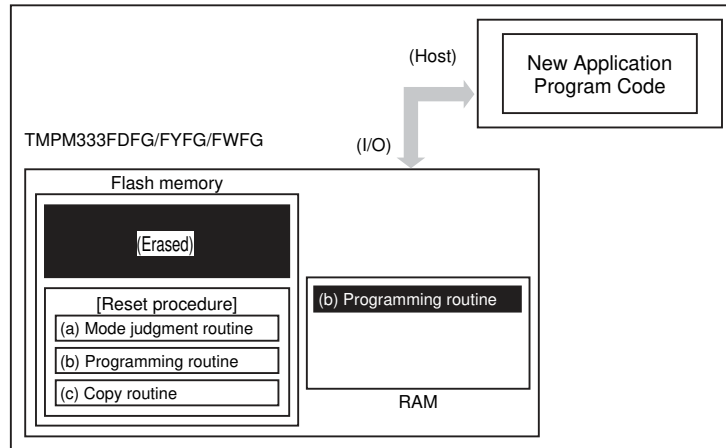 (Host)
New Application
Program Code
TMPM333FDFG/FYFG/FWFG
(I/O)
Flash memory
(Erased)
[Reset procedure]
(a) Mode judgment routine
(b) Programming routine
(c) Copy routine
(b) Programming routine
RAM